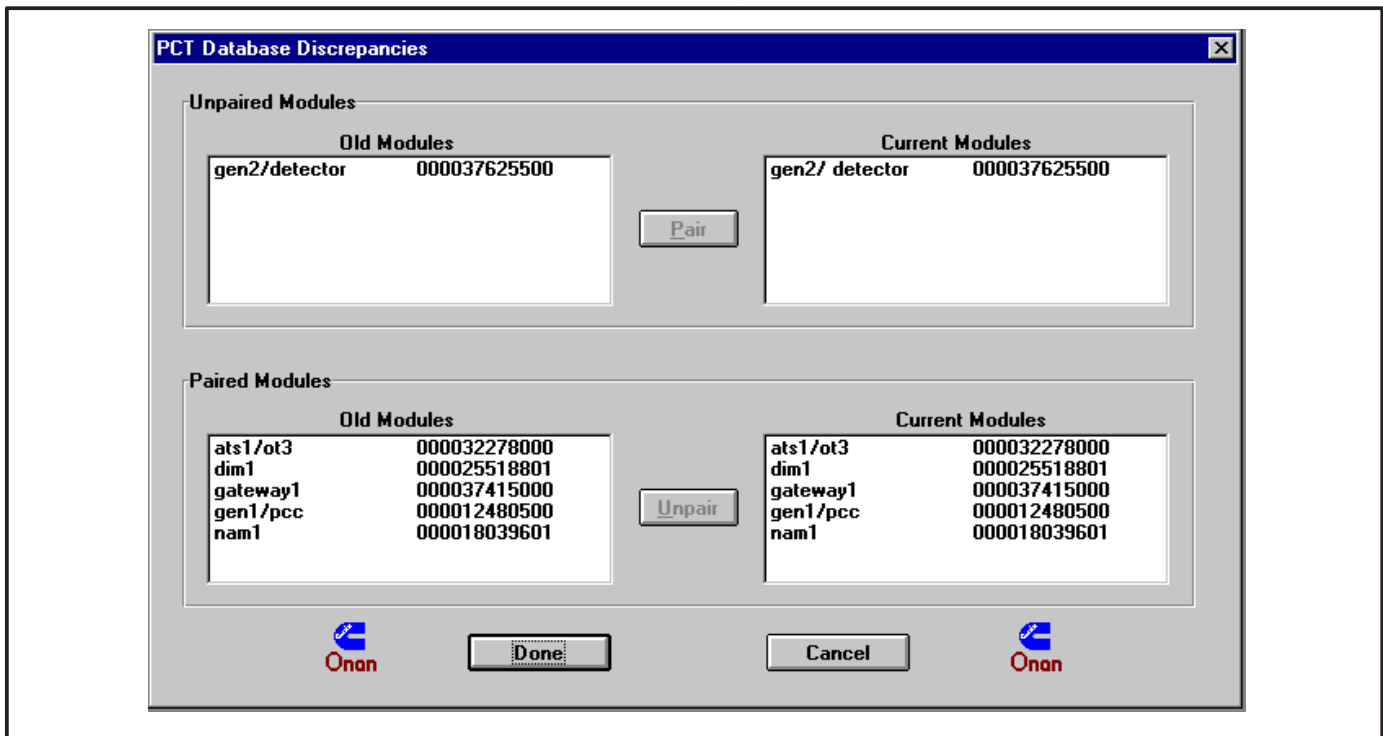 PCT Database Discrepancies
Unpaired Modules
Old Modules
gen2/detector 000037625500
Pair
Current Modules
gen2/ detector 000037625500
Paired Modules
Old Modules
ats1/ot3 000032278000
dim1 000025518801
gateway1 000037415000
gen1/pcc 000012480500
nam1 000018039601
Unpair
Current Modules
ats1/ot3 000032278000
dim1 000025518801
gateway1 000037415000
gen1/pcc 000012480500
nam1 000018039601
Onan
Done
Cancel
Onan